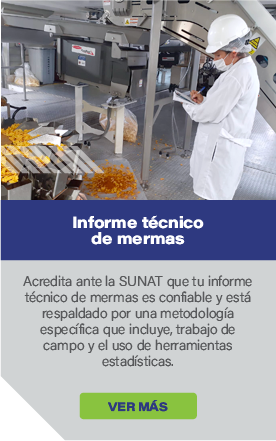 Informe técnico
de mermas
Acredita ante la SUNAT que tu informe
técnico de mermas es confiable y está
respaldado por una metodología
específica que incluye, trabajo de
campo y el uso de herramientas
estadísticas.
VER MÁS